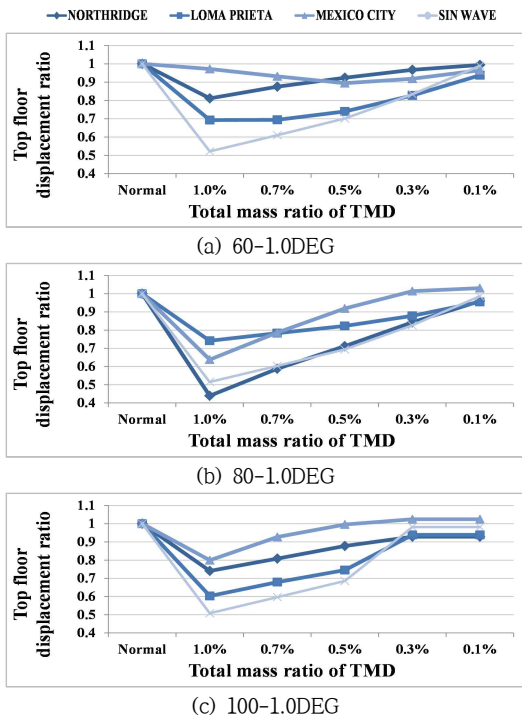 NORTHRIDGE LOMA PRIETA MEXICO CITY SIN WAVE
Top floor
displacement ratio
1.1
1
0.9
0.8
0.7
0.6
0.5
0.4
Normal 1.0% 0.7% 0.5% 0.3% 0.1%
Total mass ratio of TMD
(a) 60-1.0DEG
Top floor
displacement ratio
1.1
1
0.9
0.8
0.7
0.6
0.5
0.4
Normal 1.0% 0.7% 0.5% 0.3% 0.1%
Total mass ratio of TMD
(b) 80-1.0DEG
Top floor
displacement ratio
1.1
1
0.9
0.8
0.7
0.6
0.5
0.4
Normal 1.0% 0.7% 0.5% 0.3% 0.1%
Total mass ratio of TMD
(c) 100-1.0DEG